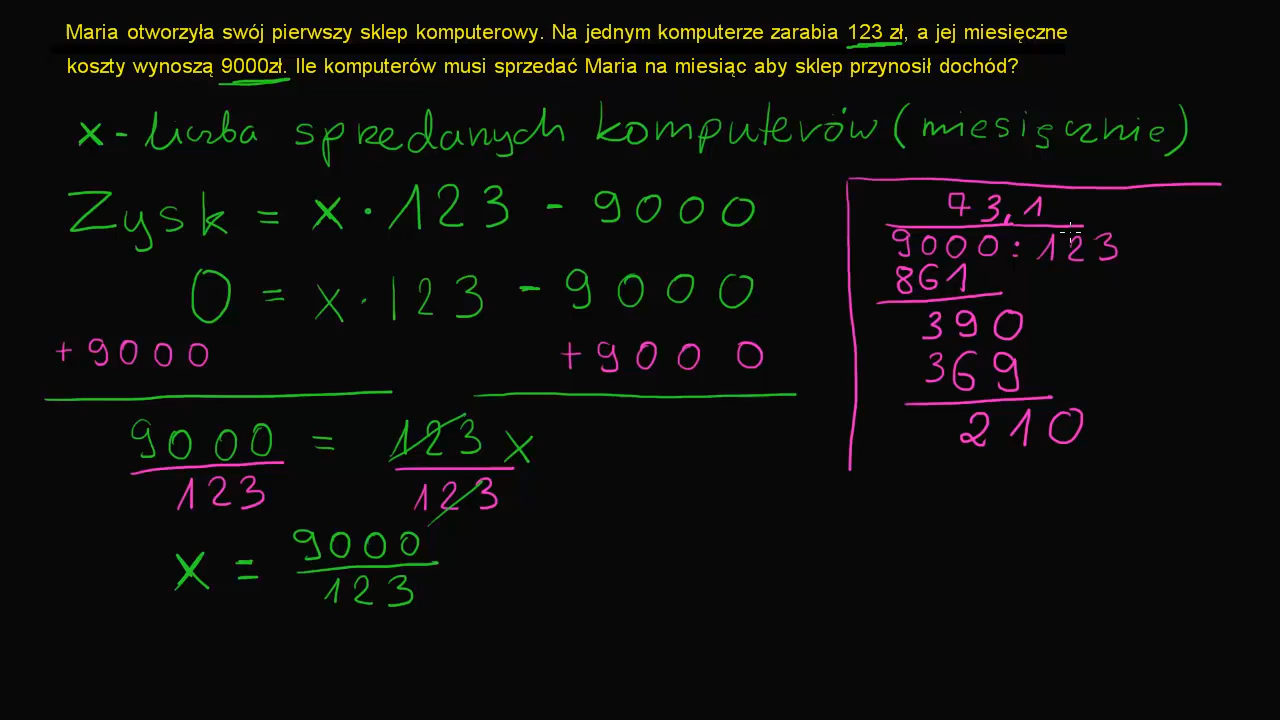 Maria otworzyła swój pierwszy sklep komputerowy. Na jednym komputerze zarabia 123 zł, a jej miesięczne
koszty wynoszą 9000zł. Ile komputerów musi sprzedać Maria na miesiąc aby sklep przynosił dochód?
x - liczba sprzedanych komputerów (miesięcznie)
Zysk = x · 123 - 9000
0 = x · 123 - 9000
+9000 +9000
9000 = 123 x
123 123
x = 9000
123
73,1
9000 : 123
861
390
369
210